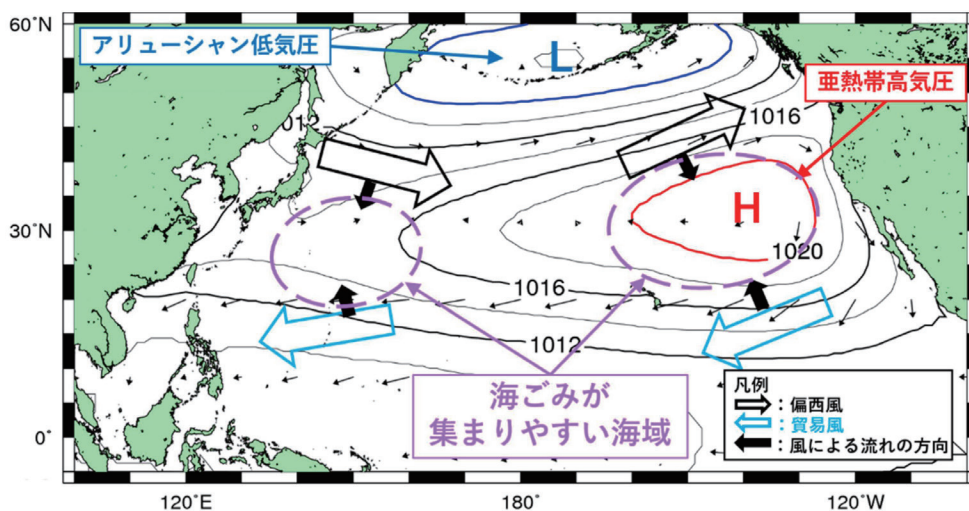 60˚N
アリューシャン低気圧
L
亜熱帯高気圧
1016
H
30˚N
1020
1016
1012
海ごみが
集まりやすい海域
凡例
：偏西風
：貿易風
：風による流れの方向
0˚
120˚E
180˚
120˚W